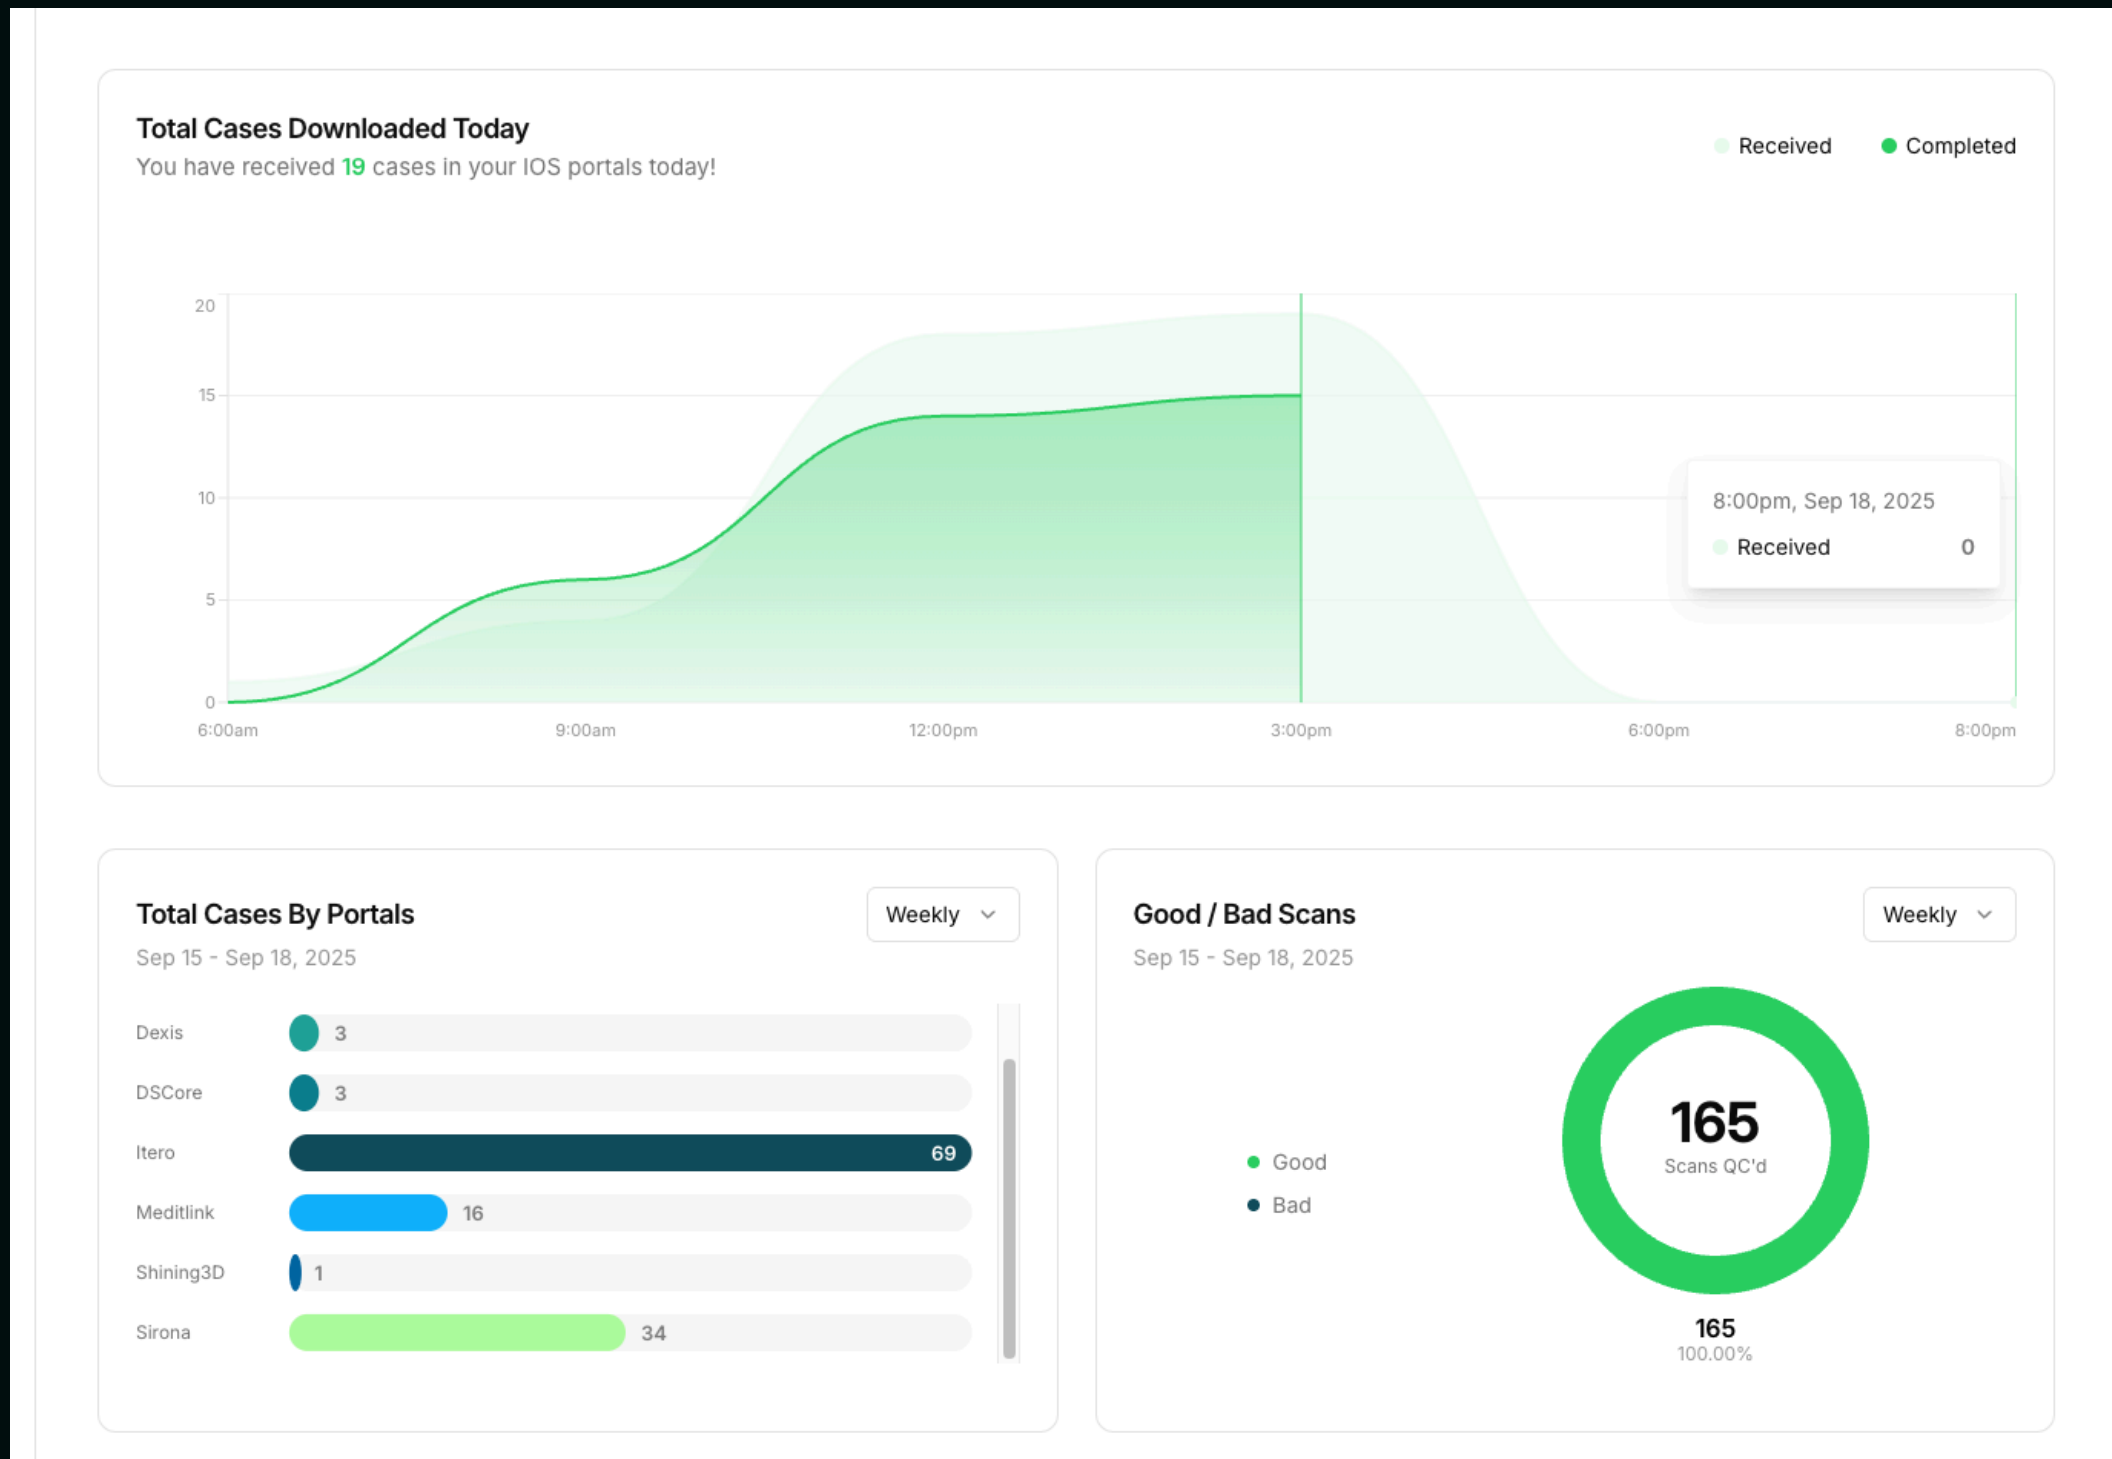 Total Cases Downloaded Today
You have received 19 cases in your IOS portals today!
Received
Completed
20
15
10
5
0
6:00am
9:00am
12:00pm
3:00pm
6:00pm
8:00pm
8:00pm, Sep 18, 2025
Received 0
Total Cases By Portals
Weekly
Sep 15 - Sep 18, 2025
Dexis 3
DSCore 3
Itero 69
Meditlink 16
Shining3D 1
Sirona 34
Good / Bad Scans
Weekly
Sep 15 - Sep 18, 2025
Good
Bad
165
Scans QC'd
165
100.00%